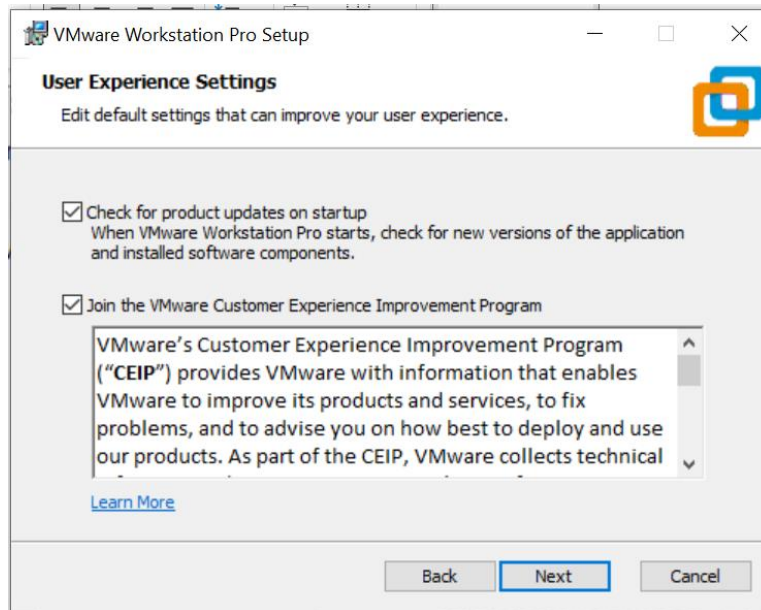 VMware Workstation Pro Setup
User Experience Settings
Edit default settings that can improve your user experience.
Check for product updates on startup
When VMware Workstation Pro starts, check for new versions of the application
and installed software components.
Join the VMware Customer Experience Improvement Program
VMware's Customer Experience Improvement Program
("CEIP") provides VMware with information that enables
VMware to improve its products and services, to fix
problems, and to advise you on how best to deploy and use
our products. As part of the CEIP, VMware collects technical
Learn More
Back
Next
Cancel